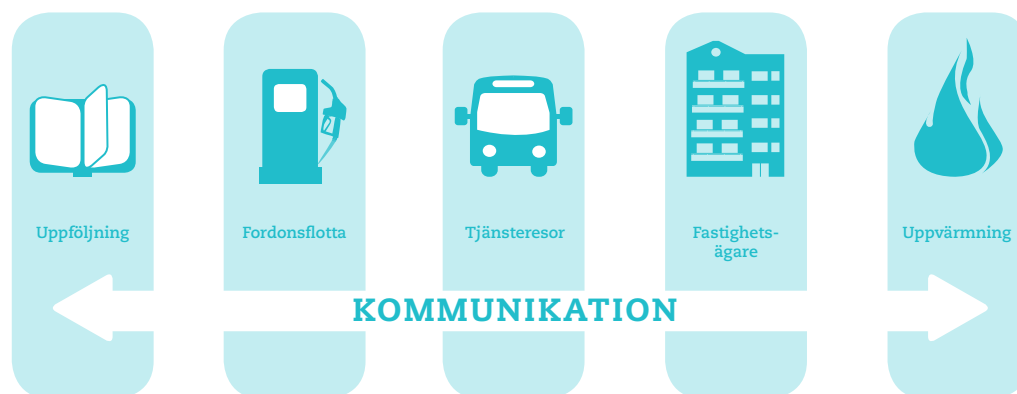 Uppföljning
Fordonsflotta
Tjänsteresor
Fastighets-
ägare
Uppvärmning
KOMMUNIKATION